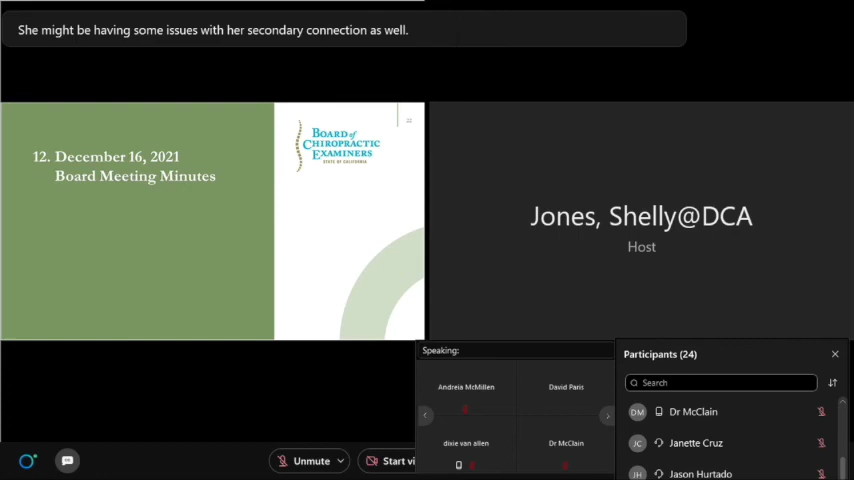 She might be having some issues with her secondary connection as well.
12. December 16, 2021
Board Meeting Minutes
22
BOARD of
CHIROPRACTIC
EXAMINERS
STATE OF CALIFORNIA
Jones, Shelly@DCA
Host
Speaking:
Andreia McMillen
David Paris
dixie van allen
Dr McClain
Participants (24)
Search
DM Dr McClain
JC Janette Cruz
JH Jason Hurtado
Unmute
Start vi